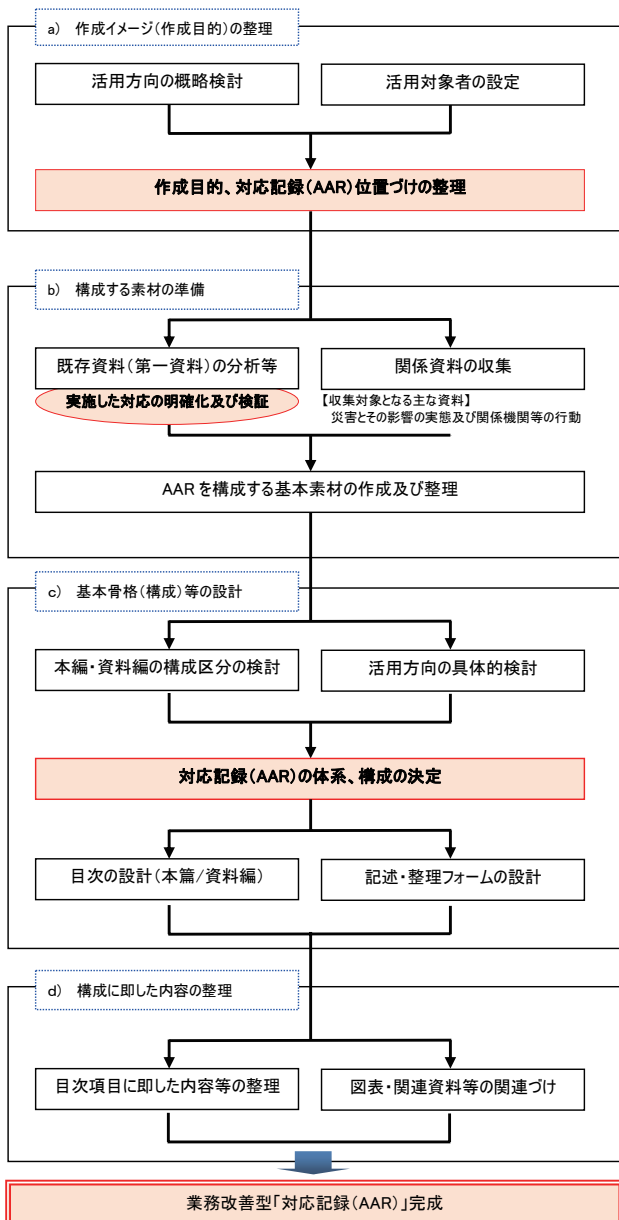 a) 作成イメージ(作成目的)の整理
活用方向の概略検討
活用対象者の設定
作成目的、対応記録(AAR)位置づけの整理
b) 構成する素材の準備
既存資料(第一資料)の分析等
関係資料の収集
実施した対応の明確化及び検証
【収集対象となる主な資料】
災害とその影響の実態及び関係機関等の行動
AARを構成する基本素材の作成及び整理
c) 基本骨格(構成)等の設計
本編・資料編の構成区分の検討
活用方向の具体的検討
対応記録(AAR)の体系、構成の決定
目次の設計(本篇/資料編)
記述・整理フォームの設計
d) 構成に即した内容の整理
目次項目に即した内容等の整理
図表・関連資料等の関連づけ
業務改善型「対応記録(AAR)」完成